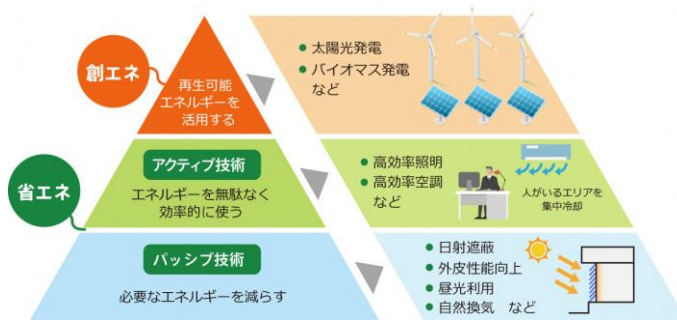 創エネ
再生可能
エネルギーを
活用する
太陽光発電
バイオマス発電
など
省エネ
アクティブ技術
エネルギーを無駄なく
効率的に使う
高効率照明
高効率空調
など
人がいるエリアを
集中冷却
パッシブ技術
必要なエネルギーを減らす
日射遮蔽
外皮性能向上
昼光利用
自然換気 など